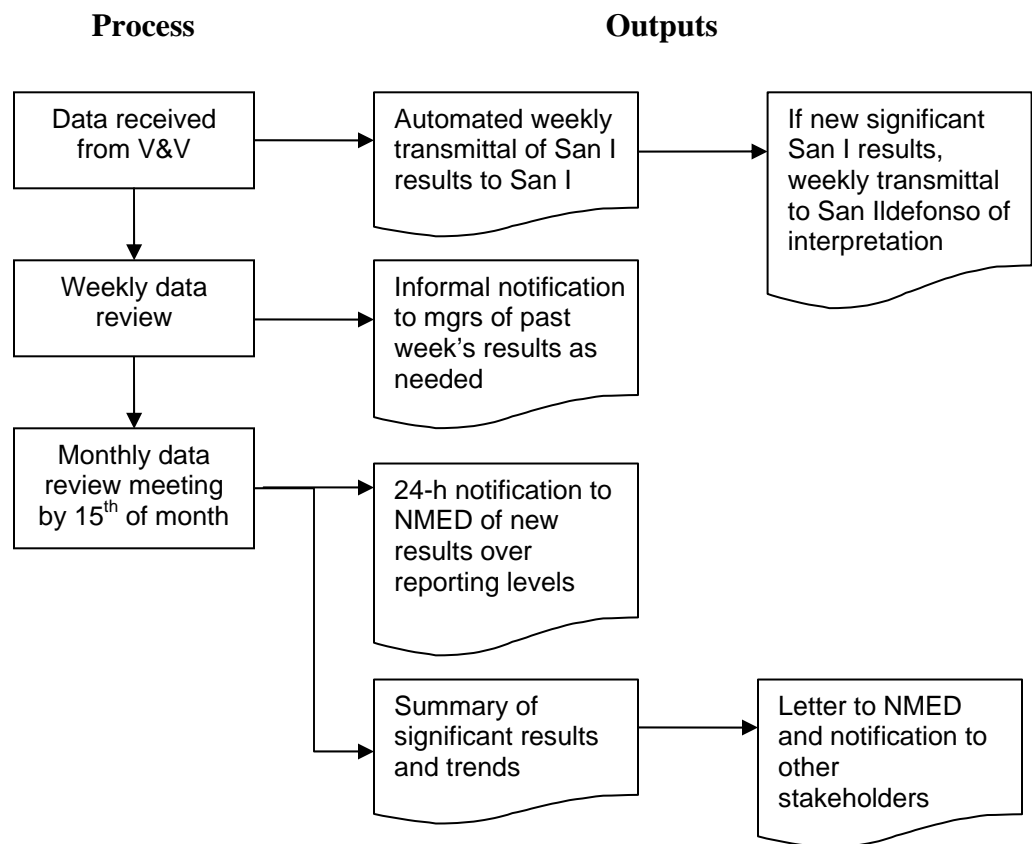 Process
Outputs
Data received
from V&V
Automated weekly
transmittal of San I
results to San I
If new significant
San I results,
weekly transmittal
to San Ildefonso of
interpretation
Weekly data
review
Informal notification
to mgrs of past
week’s results as
needed
Monthly data
review meeting
by 15th of month
24-h notification to
NMED of new
results over
reporting levels
Summary of
significant results
and trends
Letter to NMED
and notification to
other
stakeholders